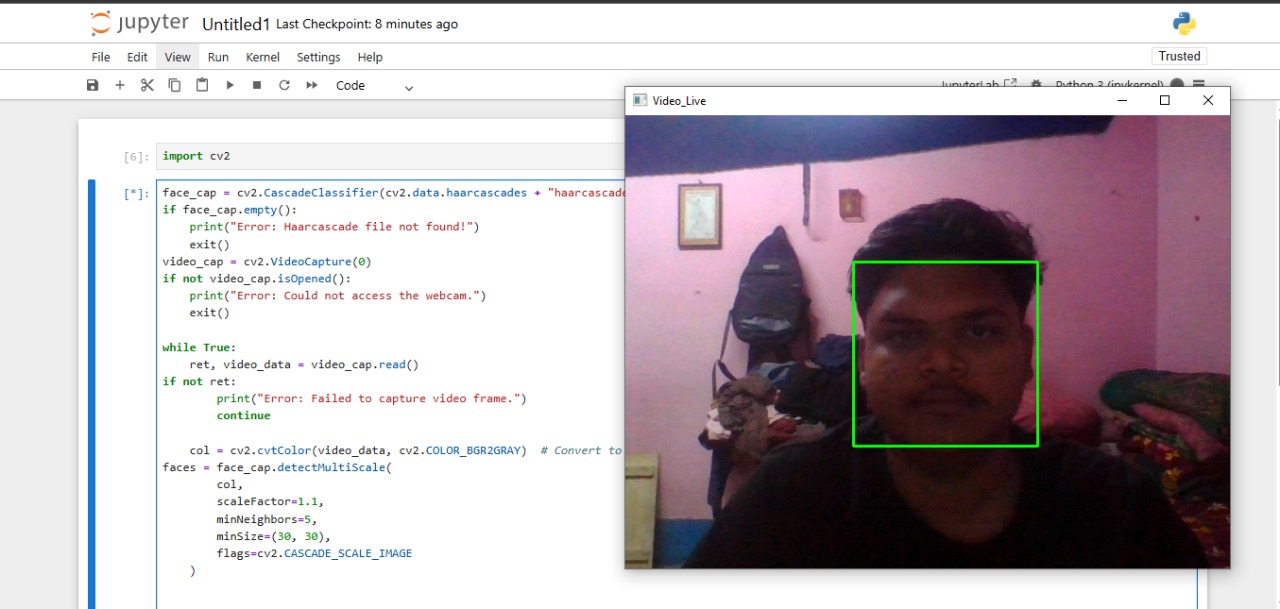 jupyter Untitled1 Last Checkpoint: 8 minutes ago
File Edit View Run Kernel Settings Help
Trusted
Code
JupyterLab Python 3 (ipykernel)
Video_Live
[6]: import cv2
[*]: face_cap = cv2.CascadeClassifier(cv2.data.haarcascades + "haarcascade
if face_cap.empty():
    print("Error: Haarcascade file not found!")
    exit()
video_cap = cv2.VideoCapture(0)
if not video_cap.isOpened():
    print("Error: Could not access the webcam.")
    exit()
while True:
    ret, video_data = video_cap.read()
if not ret:
        print("Error: Failed to capture video frame.")
        continue
    col = cv2.cvtColor(video_data, cv2.COLOR_BGR2GRAY)  # Convert to
faces = face_cap.detectMultiScale(
        col,
        scaleFactor=1.1,
        minNeighbors=5,
        minSize=(30, 30),
        flags=cv2.CASCADE_SCALE_IMAGE
    )